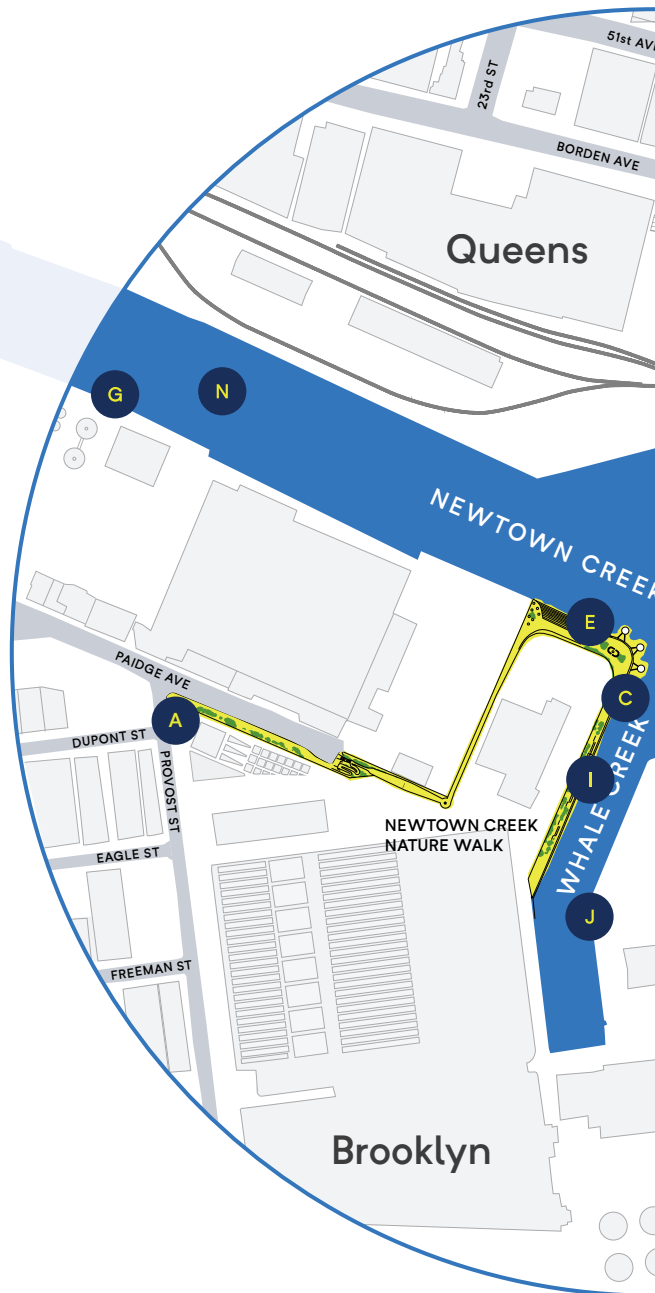 51st AV
23rd ST
BORDEN AVE
Queens
G
N
NEWTOWN CREEK
E
PAIDGE AVE
C
A
DUPONT ST
PROVOST ST
I
WHALE CREEK
NEWTOWN CREEK
NATURE WALK
EAGLE ST
J
FREEMAN ST
Brooklyn